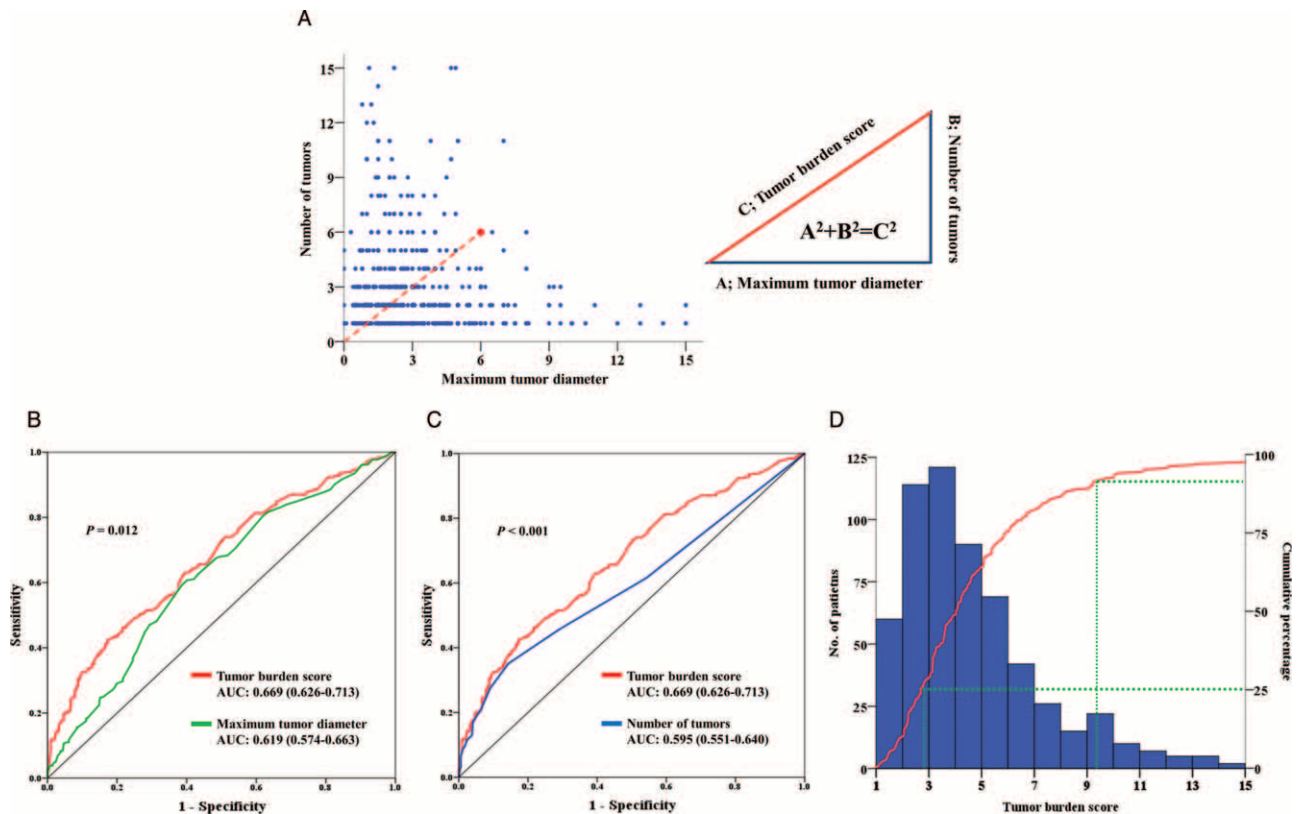 A
Number of tumors
15
12
9
6
3
0
0 3 6 9 12 15
Maximum tumor diameter
C; Tumor burden score
B; Number of tumors
A²+B²=C²
A; Maximum tumor diameter
B
Sensitivity
1.0
0.8
0.6
0.4
0.2
0.0
P = 0.012
Tumor burden score
AUC: 0.669 (0.626-0.713)
Maximum tumor diameter
AUC: 0.619 (0.574-0.663)
0.0 0.2 0.4 0.6 0.8 1.0
1 - Specificity
C
Sensitivity
1.0
0.8
0.6
0.4
0.2
0.0
P < 0.001
Tumor burden score
AUC: 0.669 (0.626-0.713)
Number of tumors
AUC: 0.595 (0.551-0.640)
0.0 0.2 0.4 0.6 0.8 1.0
1 - Specificity
D
No. of patietns
125
100
75
50
25
0
100
75
50
25
0
Cumulative percentage
1 3 5 7 9 11 13 15
Tumor burden score